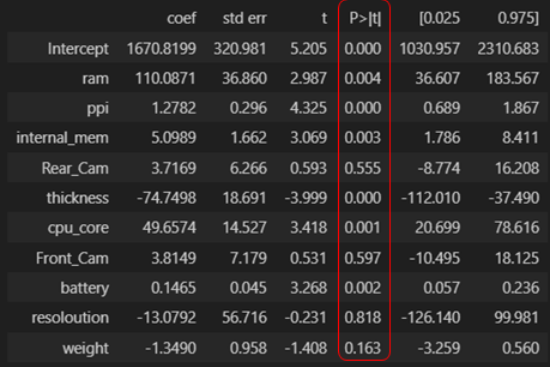 coef std err t P>|t| [0.025 0.975]
Intercept 1670.8199 320.981 5.205 0.000 1030.957 2310.683
ram 110.0871 36.860 2.987 0.004 36.607 183.567
ppi 1.2782 0.296 4.325 0.000 0.689 1.867
internal_mem 5.0989 1.662 3.069 0.003 1.786 8.411
Rear_Cam 3.7169 6.266 0.593 0.555 -8.774 16.208
thickness -74.7498 18.691 -3.999 0.000 -112.010 -37.490
cpu_core 49.6574 14.527 3.418 0.001 20.699 78.616
Front_Cam 3.8149 7.179 0.531 0.597 -10.495 18.125
battery 0.1465 0.045 3.268 0.002 0.057 0.236
resoloution -13.0792 56.716 -0.231 0.818 -126.140 99.981
weight -1.3490 0.958 -1.408 0.163 -3.259 0.560